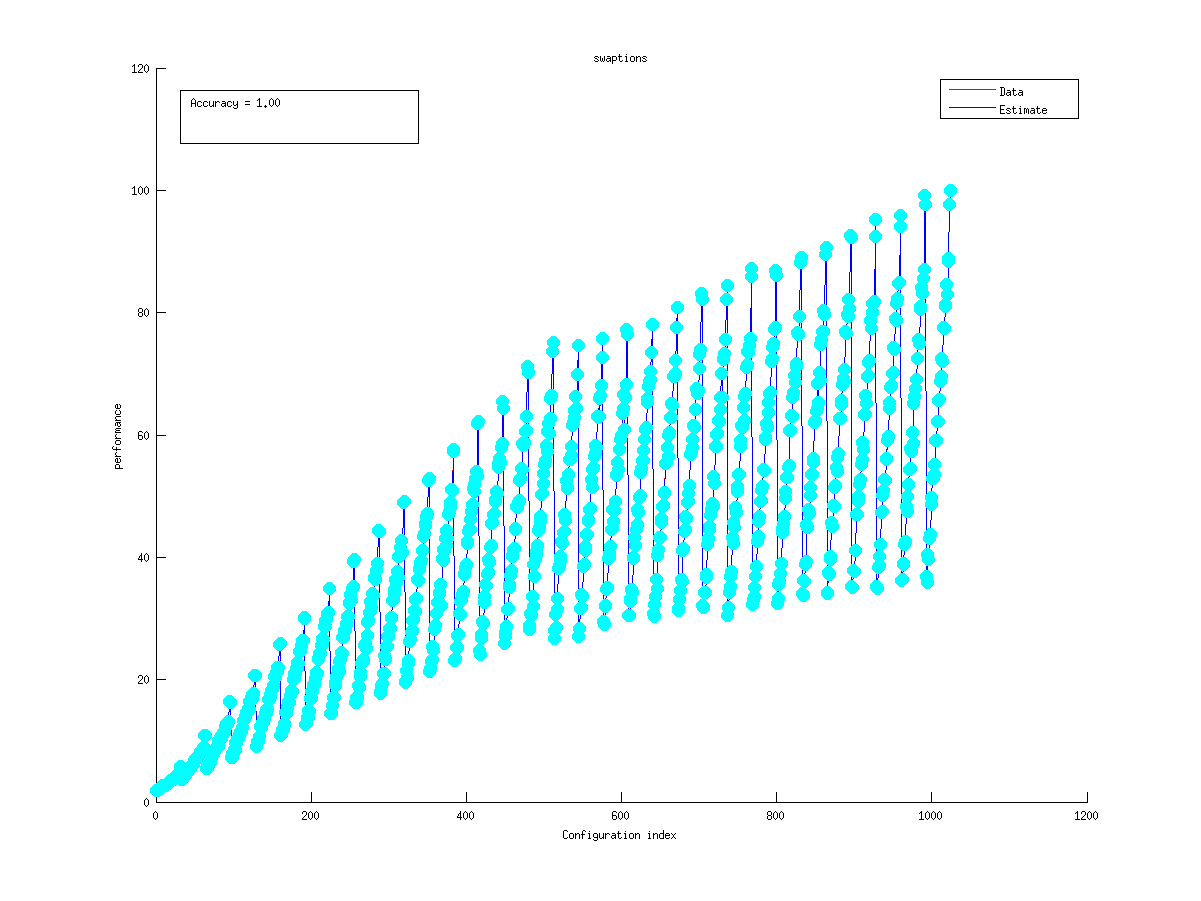 swaptions
Accuracy = 1.00
Data
Estimate
120
100
80
60
40
20
0
performance
0 200 400 600 800 1000 1200
Configuration index